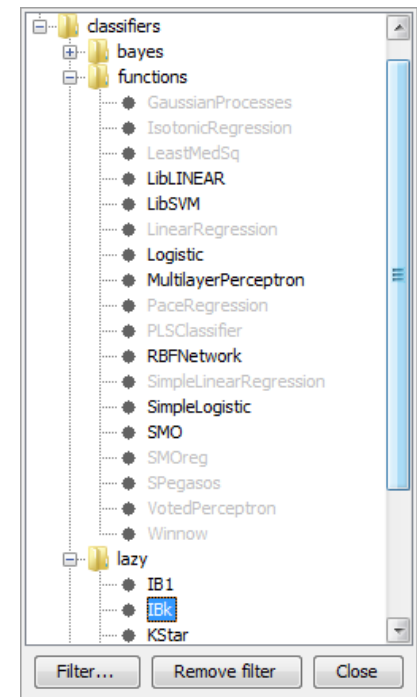 classifiers
bayes
functions
GaussianProcesses
IsotonicRegression
LeastMedSq
LibLINEAR
LibSVM
LinearRegression
Logistic
MultilayerPerceptron
PaceRegression
PLSClassifier
RBFNetwork
SimpleLinearRegression
SimpleLogistic
SMO
SMOreg
SPegasos
VotedPerceptron
Winnow
lazy
IB1
IBk
KStar
Filter... Remove filter Close